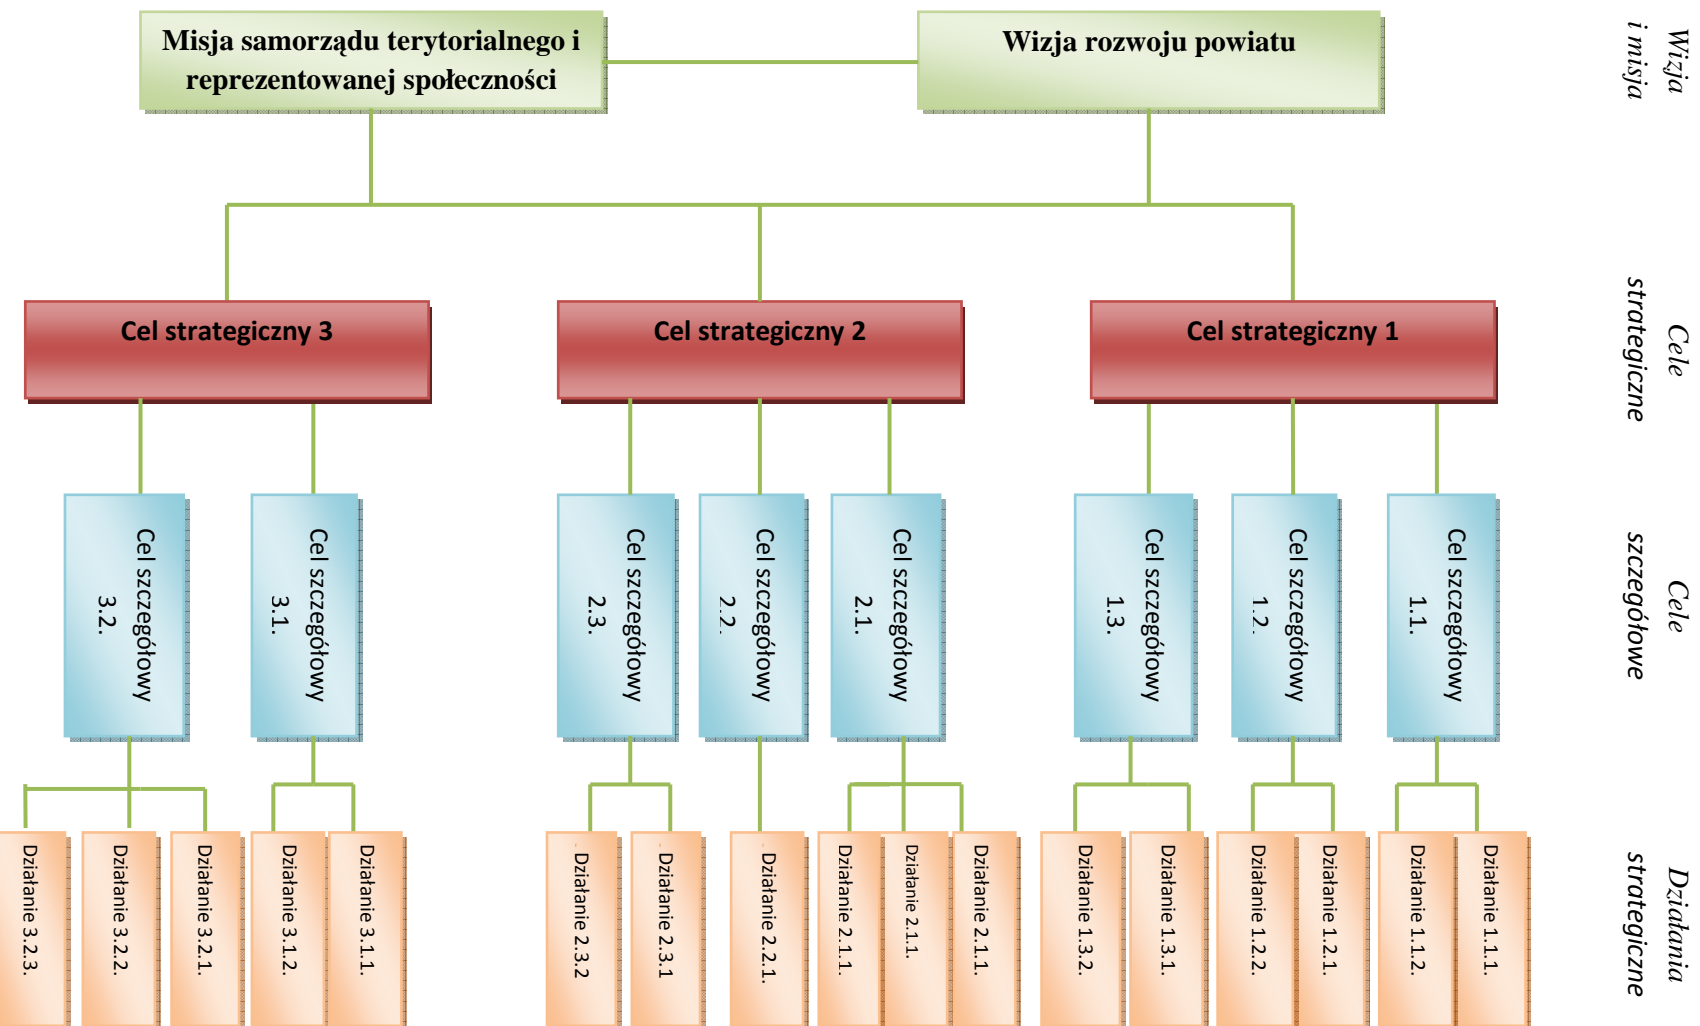 Misja samorządu terytorialnego i
reprezentowanej społeczności
Wizja rozwoju powiatu
Wizja
i misja
Cel strategiczny 3
Cel strategiczny 2
Cel strategiczny 1
Cele
strategiczne
Cel szczegółowy
3.2.
Cel szczegółowy
3.1.
Cel szczegółowy
2.3.
Cel szczegółowy
2.2.
Cel szczegółowy
2.1.
Cel szczegółowy
1.3.
Cel szczegółowy
1.2.
Cel szczegółowy
1.1.
Cele
szczegółowe
Działanie 3.2.3.
Działanie 3.2.2.
Działanie 3.2.1.
Działanie 3.1.2.
Działanie 3.1.1.
Działanie 2.3.2
Działanie 2.3.1
Działanie 2.2.1.
Działanie 2.1.1.
Działanie 2.1.1.
Działanie 2.1.1.
Działanie 1.3.2.
Działanie 1.3.1.
Działanie 1.2.2.
Działanie 1.2.1.
Działanie 1.1.2.
Działanie 1.1.1.
Działania
strategiczne